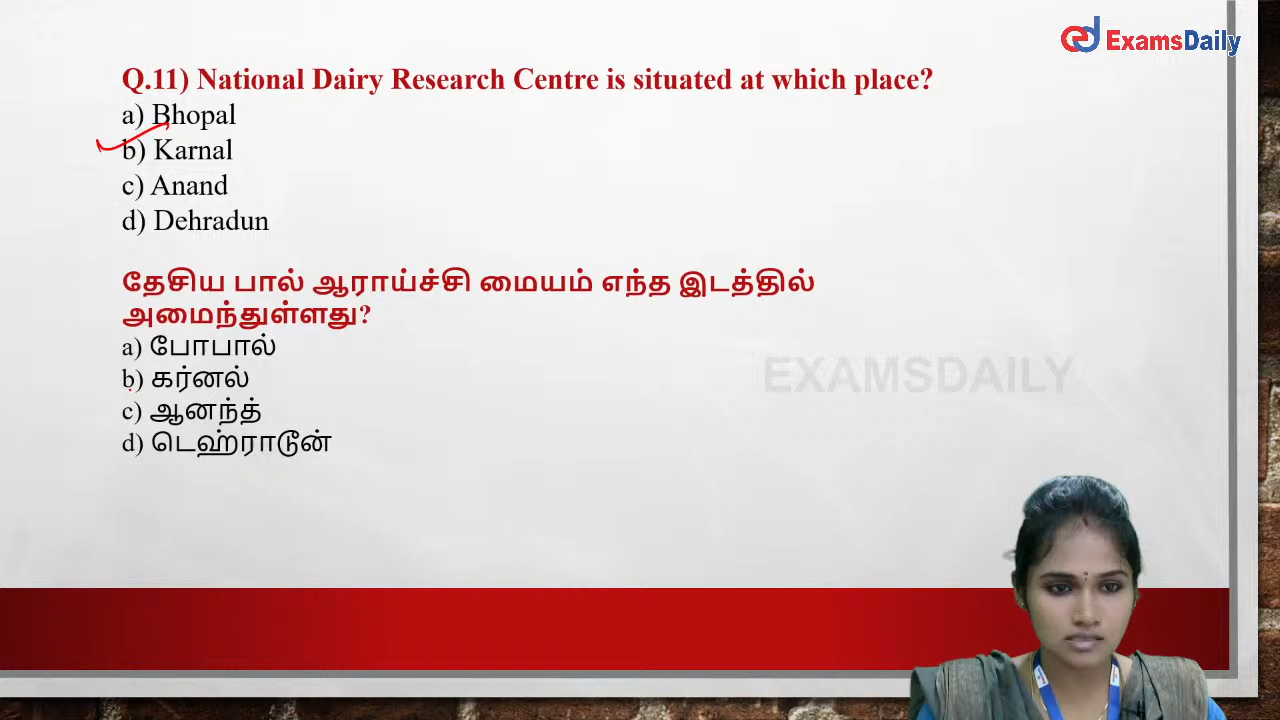 ExamsDaily
Q.11) National Dairy Research Centre is situated at which place?
a) Bhopal
b) Karnal
c) Anand
d) Dehradun
தேசிய பால் ஆராய்ச்சி மையம் எந்த இடத்தில்
அமைந்துள்ளது?
a) போபால்
b) கர்னல்
c) ஆனந்த்
d) டெஹ்ராடூன்
EXAMSDAILY